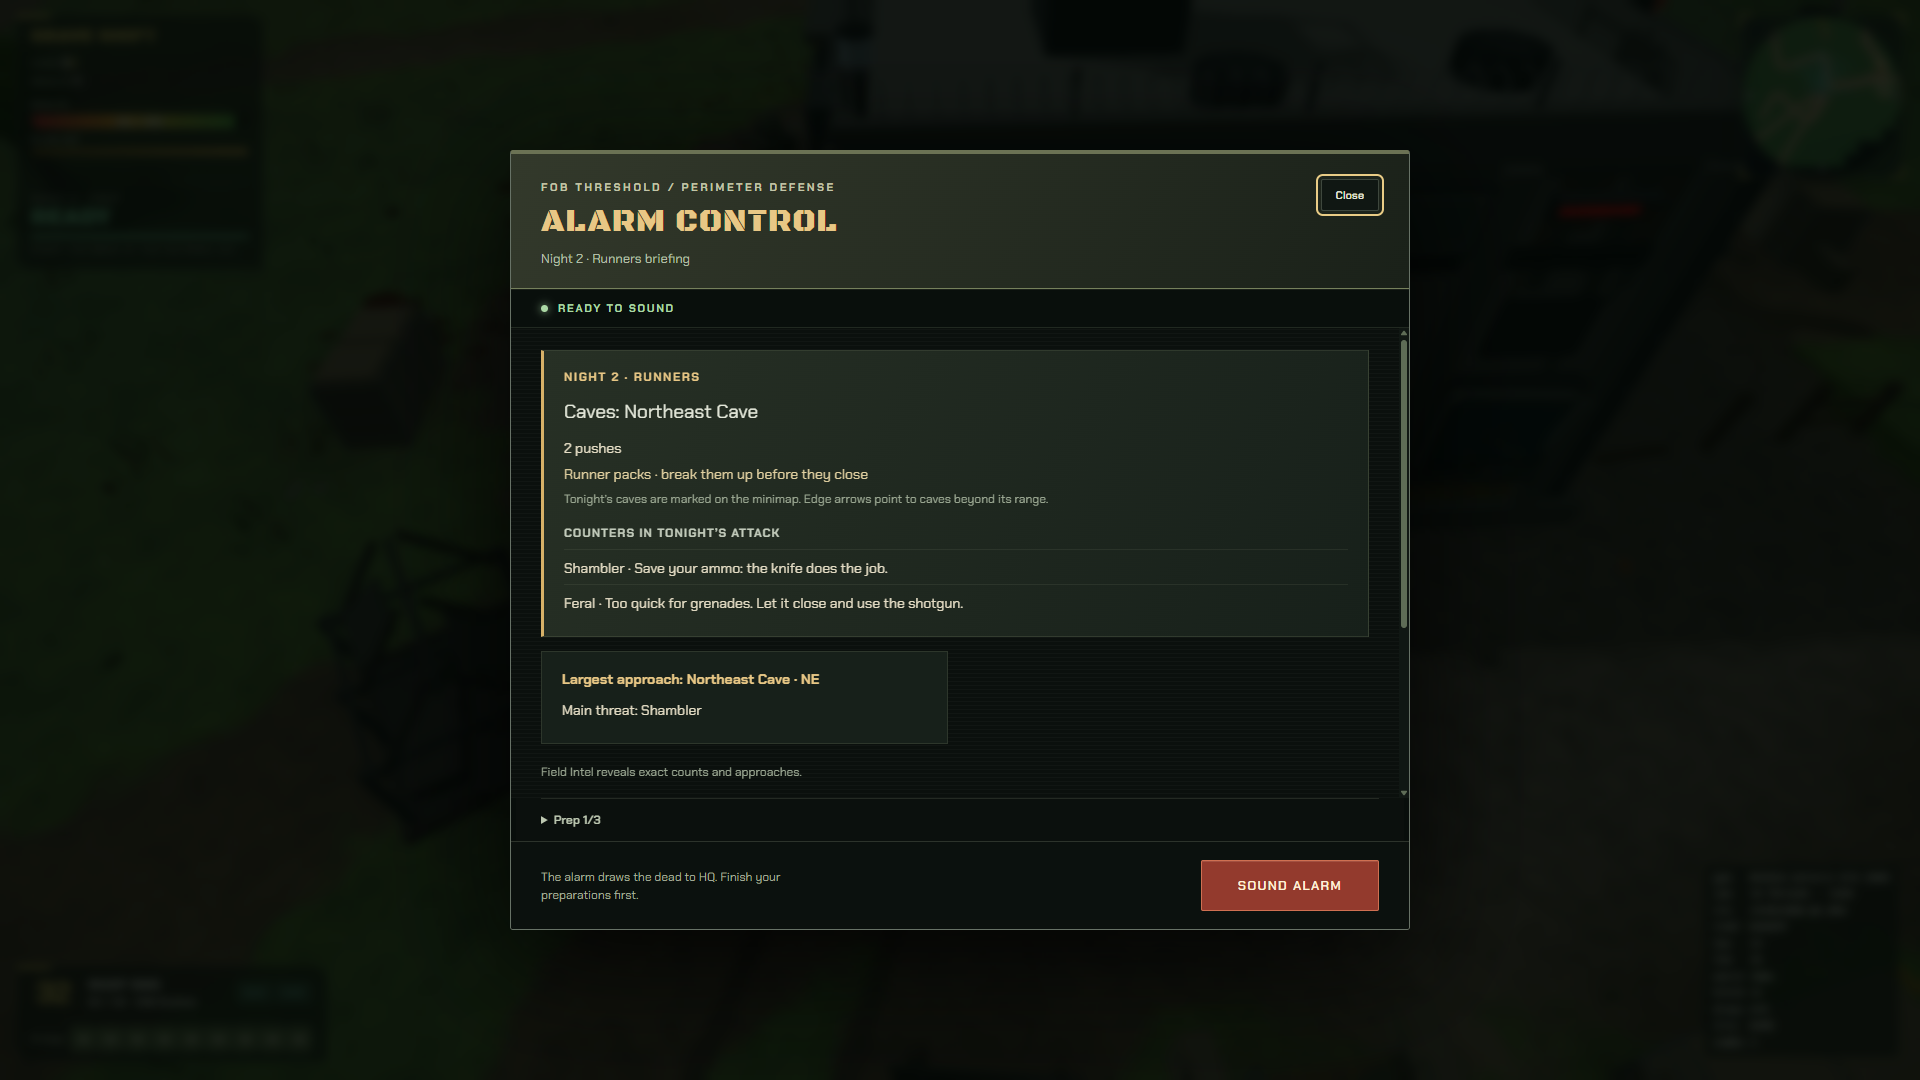 FOB THRESHOLD / PERIMETER DEFENSE
ALARM CONTROL
Night 2 · Runners briefing
Close
READY TO SOUND
NIGHT 2 · RUNNERS
Caves: Northeast Cave
2 pushes
Runner packs · break them up before they close
Tonight's caves are marked on the minimap. Edge arrows point to caves beyond its range.
COUNTERS IN TONIGHT'S ATTACK
Shambler · Save your ammo: the knife does the job.
Feral · Too quick for grenades. Let it close and use the shotgun.
Largest approach: Northeast Cave · NE
Main threat: Shambler
Field Intel reveals exact counts and approaches.
Prep 1/3
The alarm draws the dead to HQ. Finish your
preparations first.
SOUND ALARM